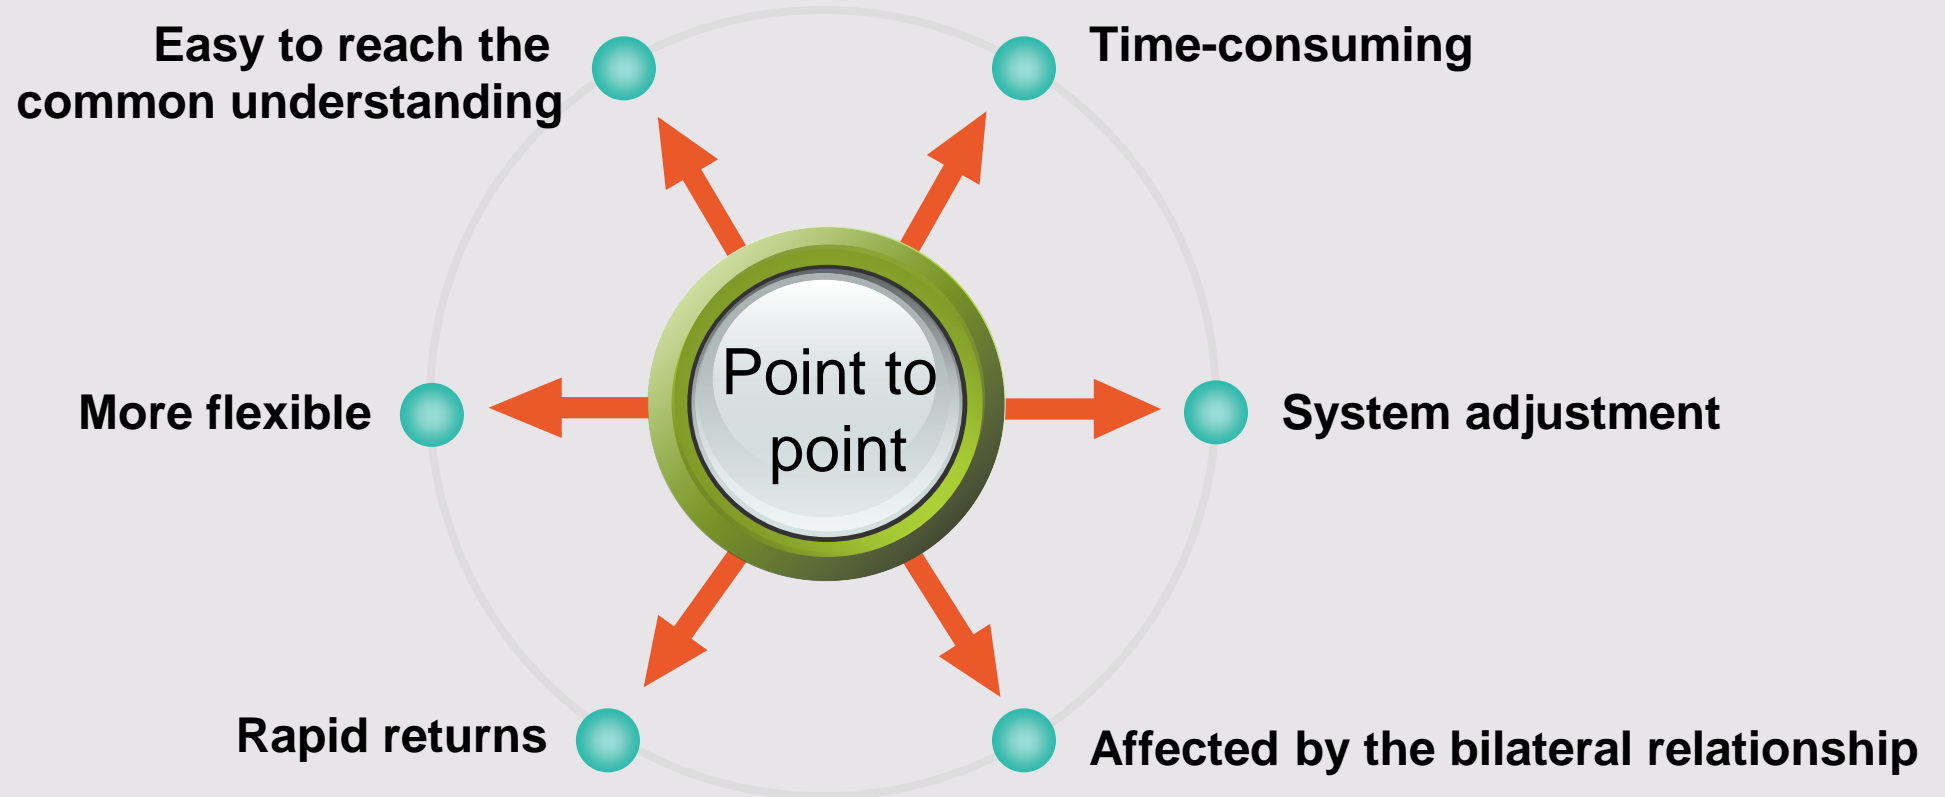 Easy to reach the
common understanding
Time-consuming
Point to
point
More flexible
System adjustment
Rapid returns
Affected by the bilateral relationship